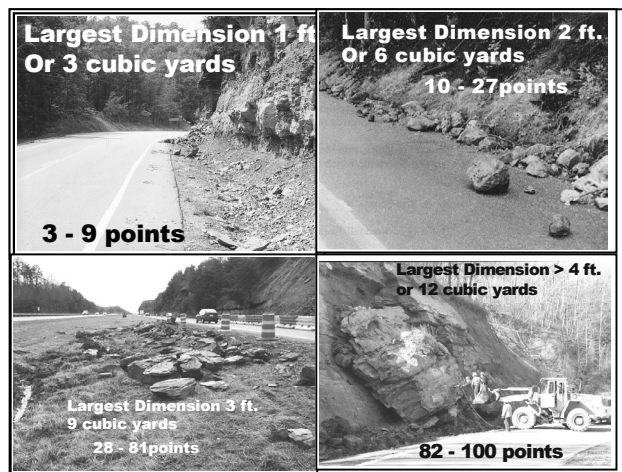 Largest Dimension 1 ft
Or 3 cubic yards
3 - 9 points
Largest Dimension 2 ft.
Or 6 cubic yards
10 - 27points
Largest Dimension 3 ft.
9 cubic yards
28 - 81points
Largest Dimension > 4 ft.
or 12 cubic yards
82 - 100 points